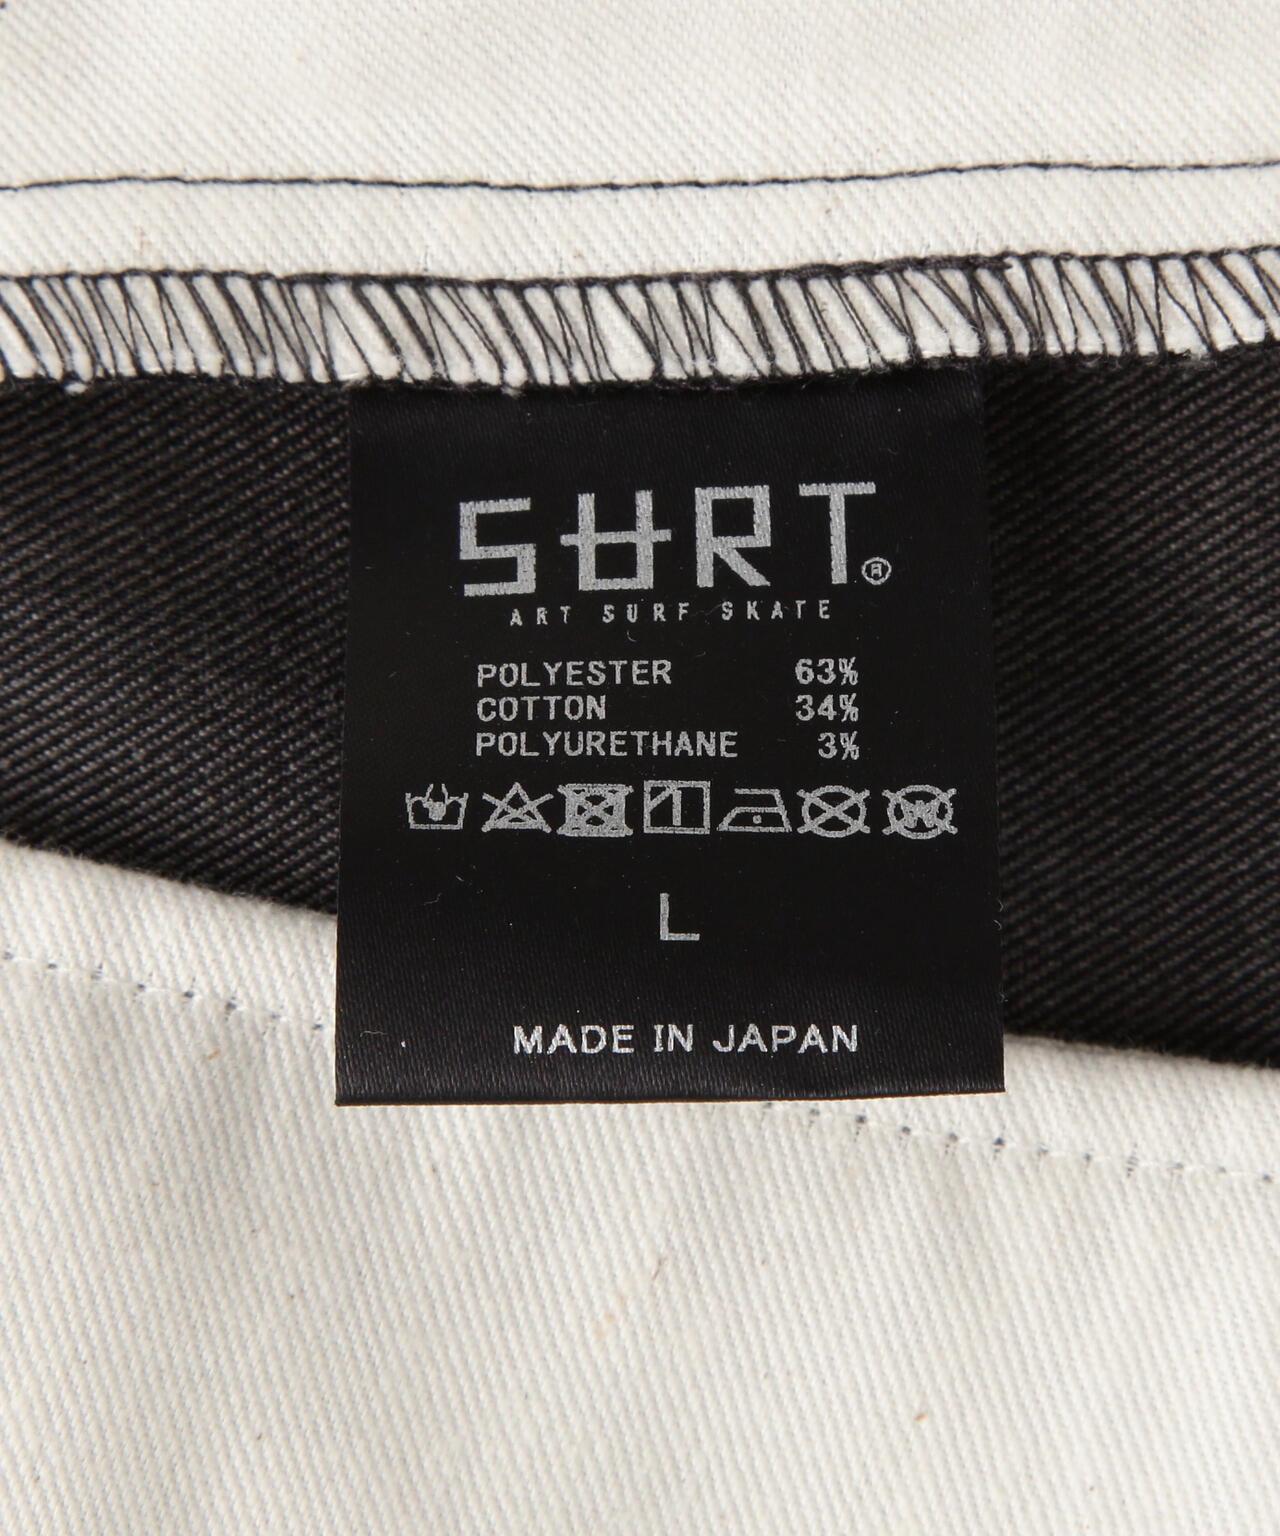 SURT®
ART SURF SKATE
POLYESTER 63%
COTTON 34%
POLYURETHANE 3%
L
MADE IN JAPAN